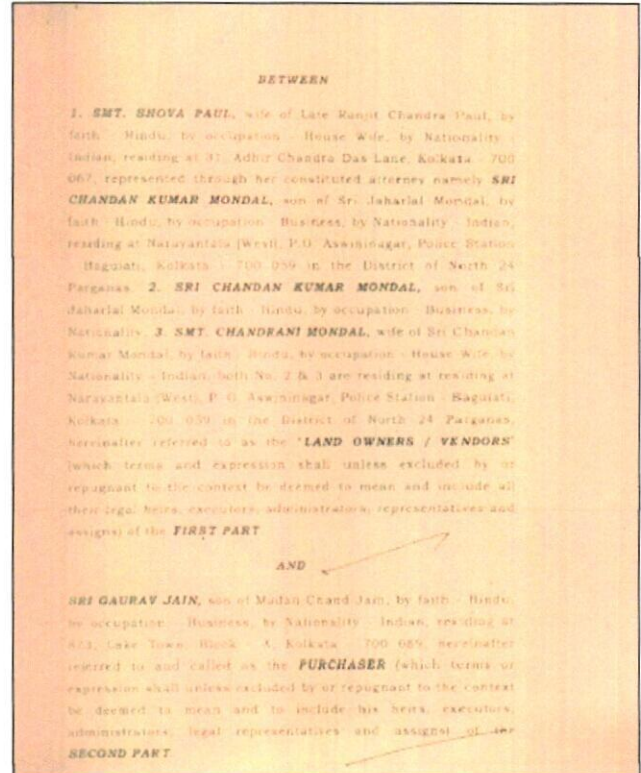 BETWEEN
1. SMT. SHOVA PAUL, wife of Late Ranjit Chandra Paul, by
faith - Hindu, by occupation - House Wife, by Nationality -
Indian, residing at 31, Adhir Chandra Das Lane, Kolkata - 700
067, represented through her constituted attorney namely SRI
CHANDAN KUMAR MONDAL, son of Sri Jaharlal Mondal, by
faith - Hindu, by occupation - Business, by Nationality - Indian,
residing at Narayantala (West), P.O. Aswininagar, Police Station
- Baguiati, Kolkata - 700 059 in the District of North 24
Parganas. 2. SRI CHANDAN KUMAR MONDAL, son of Sri
Jaharlal Mondal, by faith - Hindu, by occupation - Business, by
Nationality, 3. SMT. CHANDRANI MONDAL, wife of Sri Chandan
Kumar Mondal, by faith - Hindu, by occupation - House Wife, by
Nationality - Indian, both No. 2 & 3 are residing at residing at
Narayantala (West), P. O. Aswininagar, Police Station - Baguiati,
Kolkata - 700 059 in the District of North 24 Parganas,
hereinafter referred to as the 'LAND OWNERS / VENDORS'
(which terms and expression shall unless excluded by or
repugnant to the context be deemed to mean and include all
their legal heirs, executors, administrators, representatives and
assigns) of the FIRST PART
AND
SRI GAURAV JAIN, son of Madan Chand Jain, by faith - Hindu,
by occupation - Business, by Nationality - Indian, residing at
Lake Town, Block - A, Kolkata - 700 089, hereinafter
referred to and called as the PURCHASER (which terms or
expression shall unless excluded by or repugnant to the context
be deemed to mean and to include his heirs, executors,
administrators, legal representatives and assigns) of the
SECOND PART